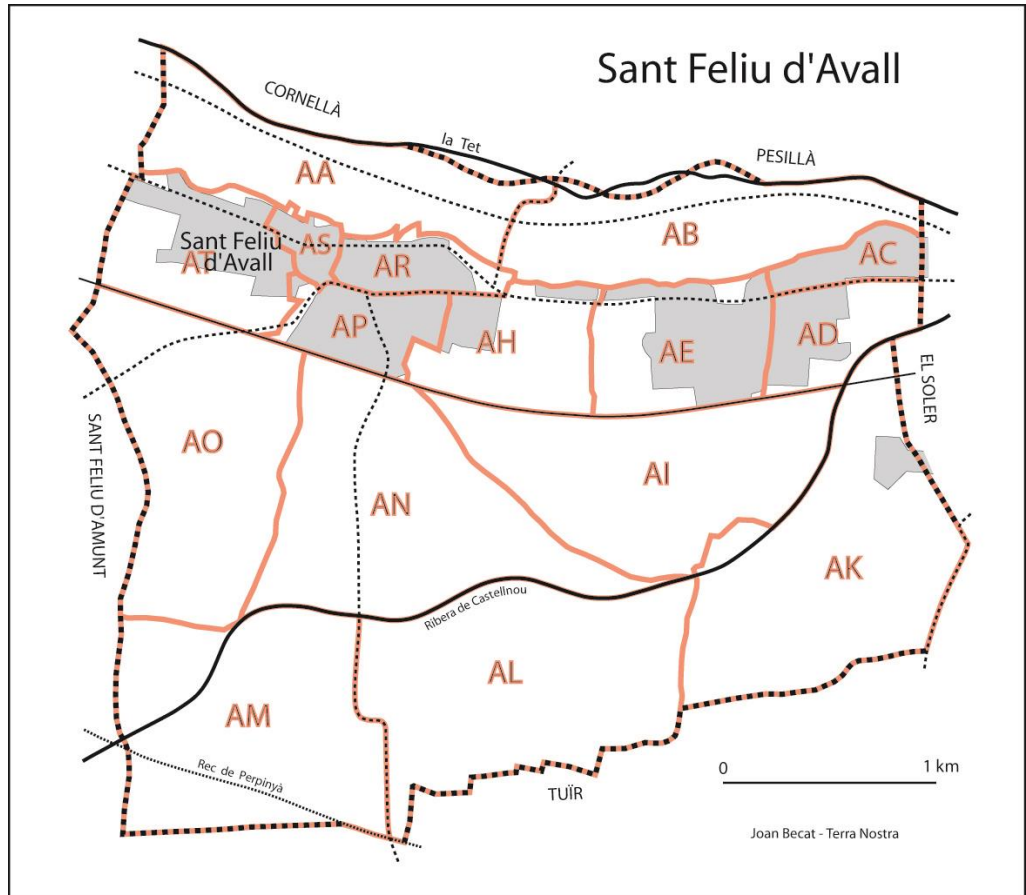 Sant Feliu d'Avall
CORNELLÀ
la Tet
PESILLÀ
AA
AB
AS
Sant Feliu
d'Avall
AT
AR
AC
AP
AH
AE
AD
EL SOLER
SANT FELIU D'AMUNT
AO
AN
AI
AK
Ribera de Castellnou
AL
AM
Rec de Perpinyà
TUÏR
0 1 km
Joan Becat - Terra Nostra